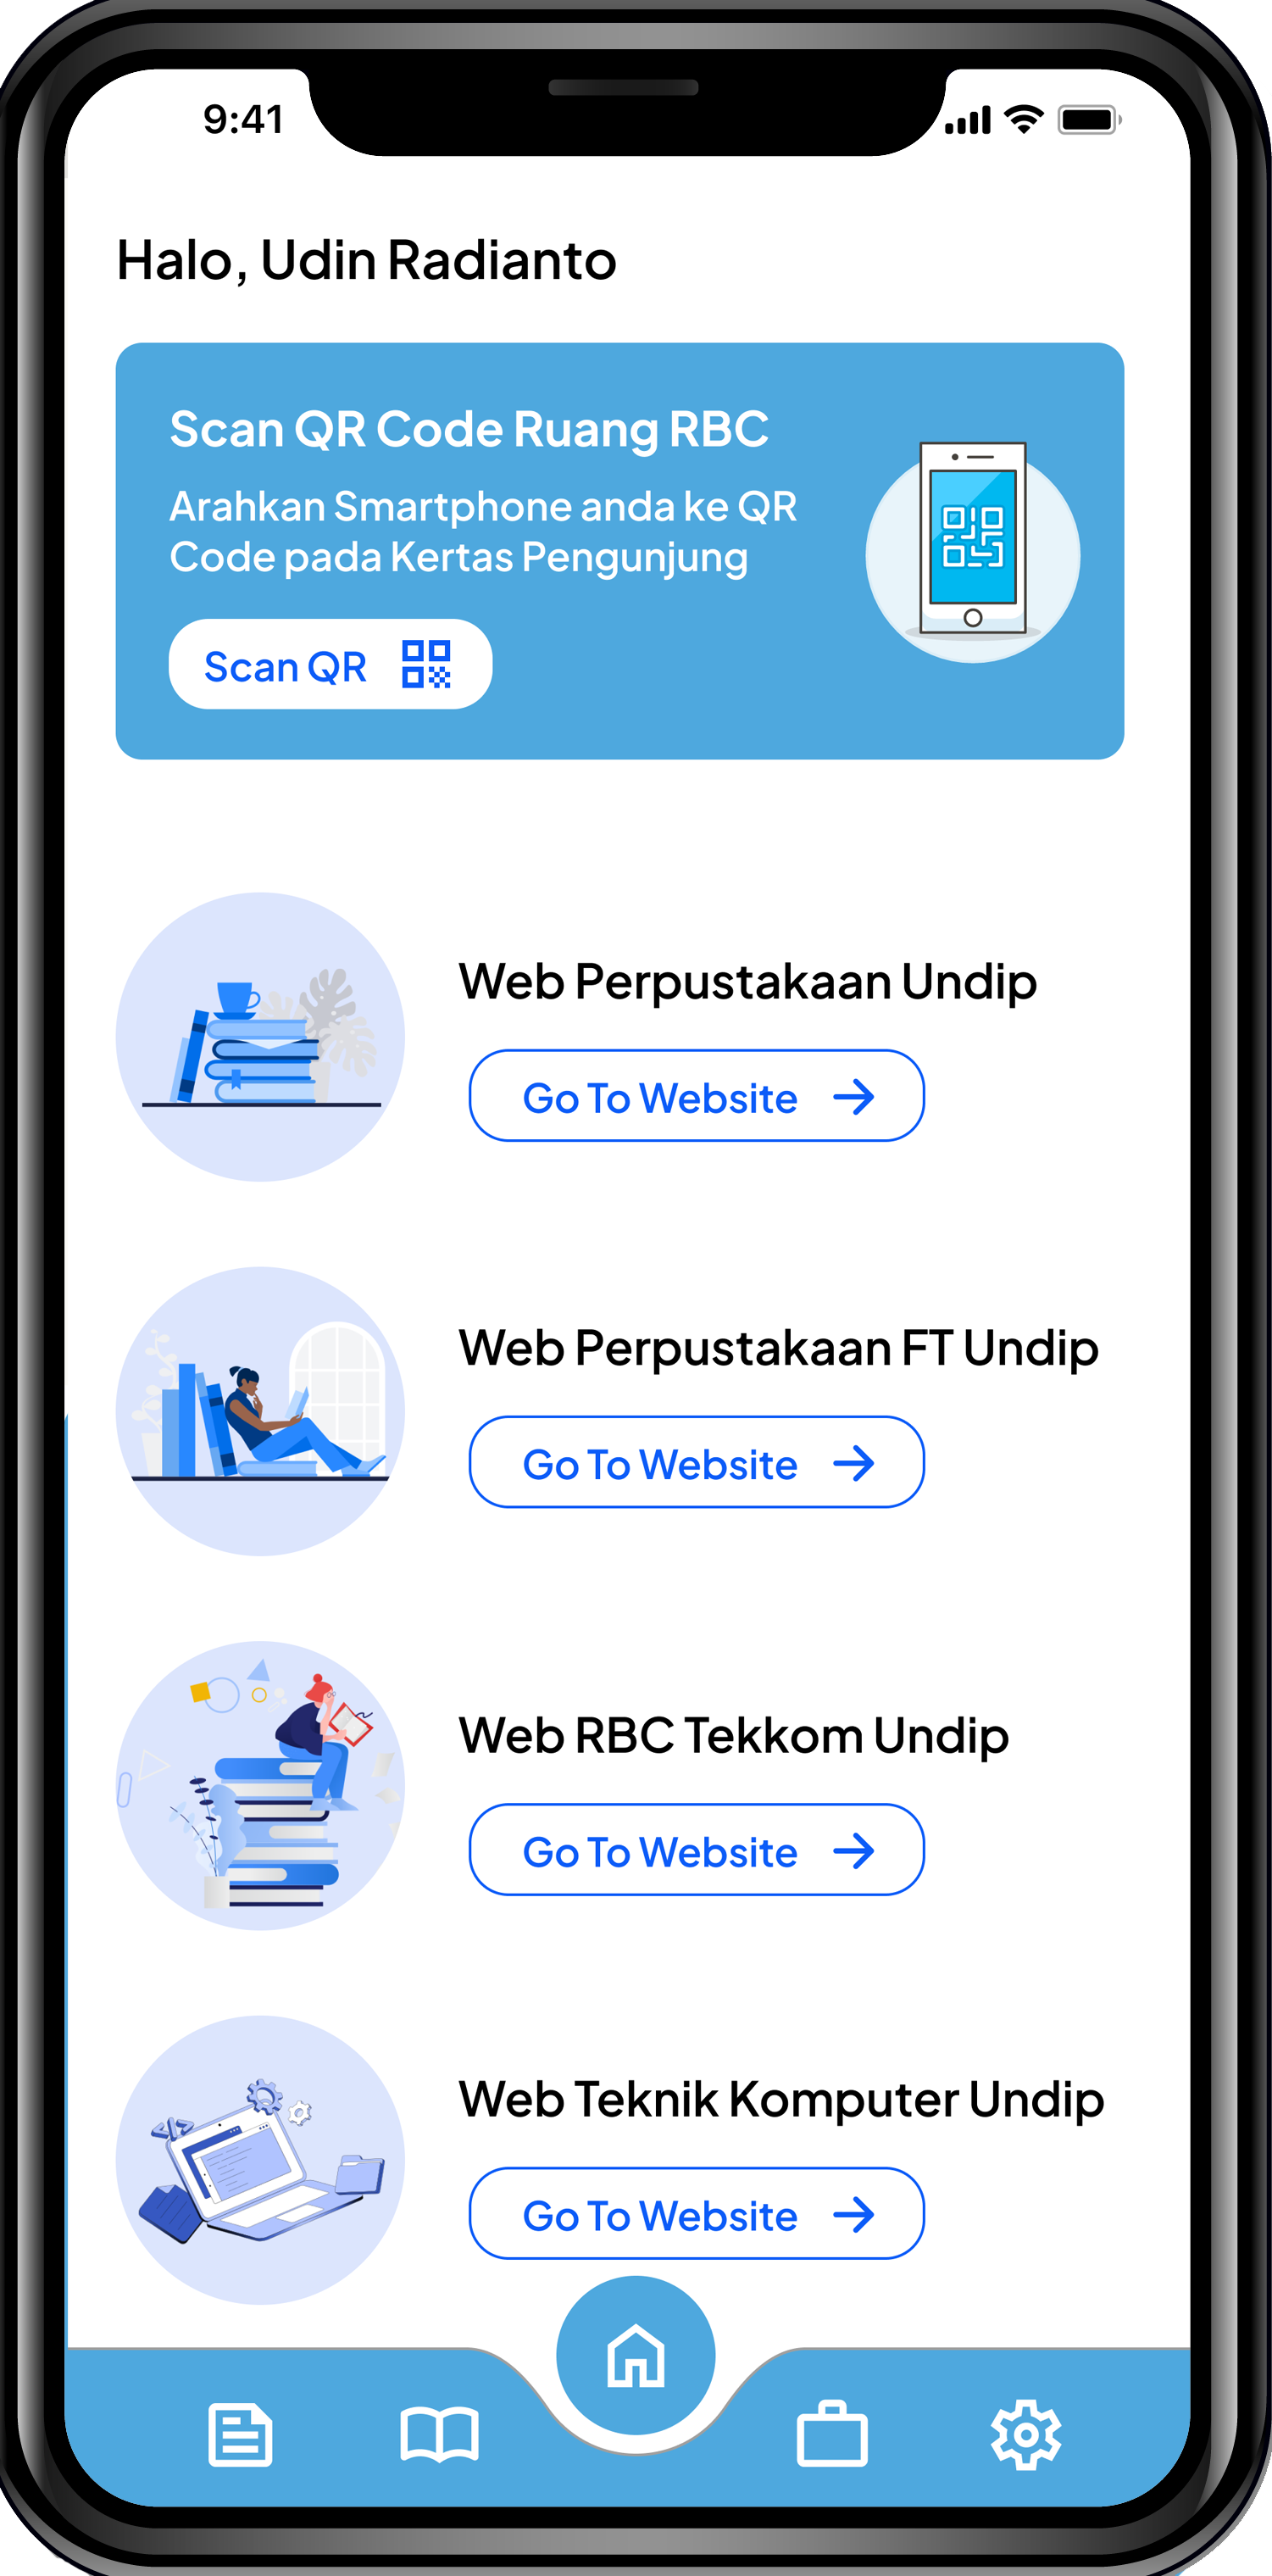 9:41
Halo, Udin Radianto
Scan QR Code Ruang RBC
Arahkan Smartphone anda ke QR
Code pada Kertas Pengunjung
Scan QR
Web Perpustakaan Undip
Go To Website
Web Perpustakaan FT Undip
Go To Website
Web RBC Tekkom Undip
Go To Website
Web Teknik Komputer Undip
Go To Website